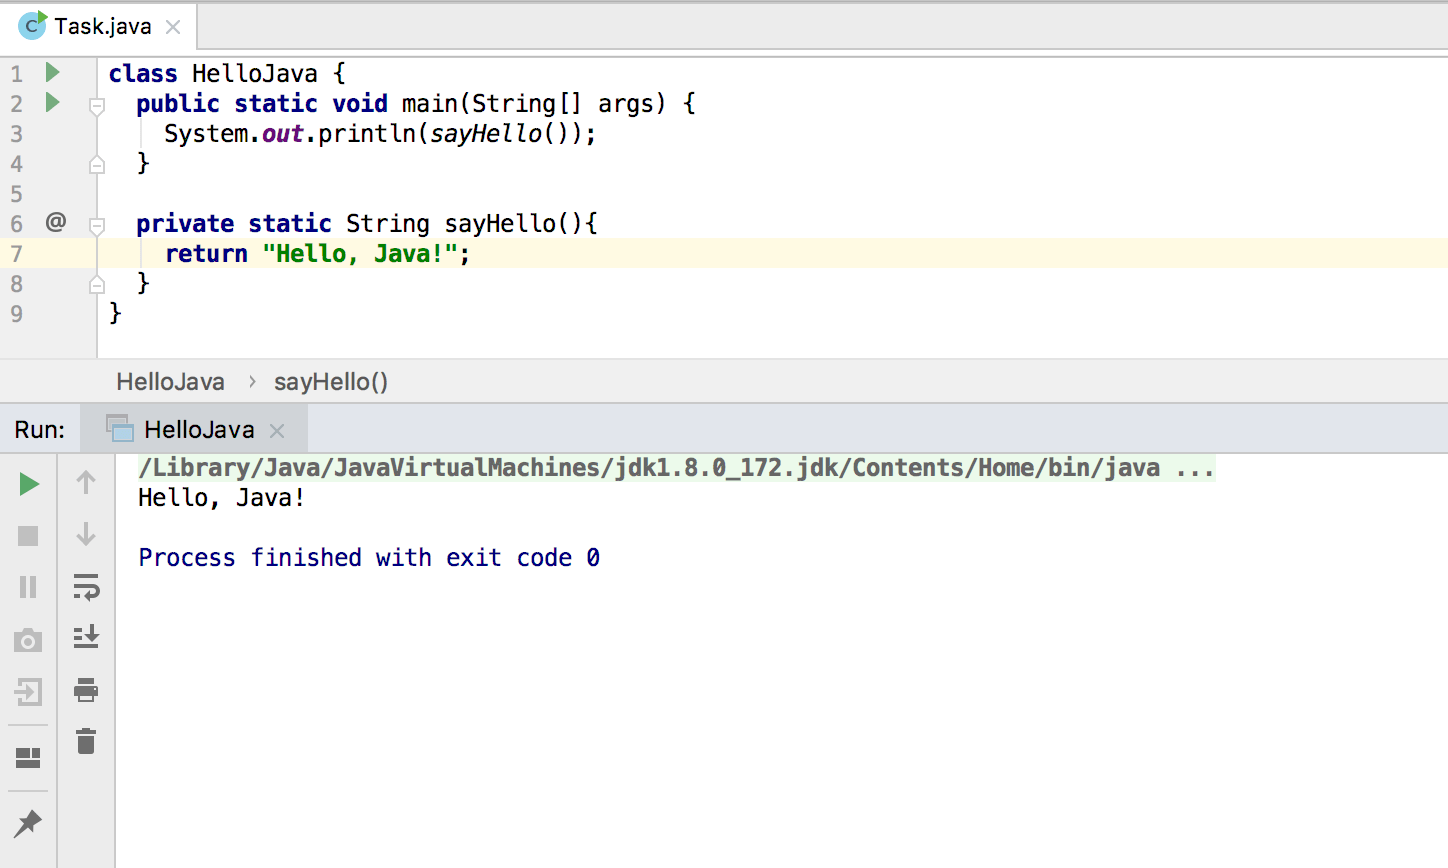 Task.java
1 class HelloJava {
2 public static void main(String[] args) {
3 System.out.println(sayHello());
4 }
5
6 @ private static String sayHello(){
7 return "Hello, Java!";
8 }
9 }
HelloJava › sayHello()
Run: HelloJava
/Library/Java/JavaVirtualMachines/jdk1.8.0_172.jdk/Contents/Home/bin/java ...
Hello, Java!
Process finished with exit code 0